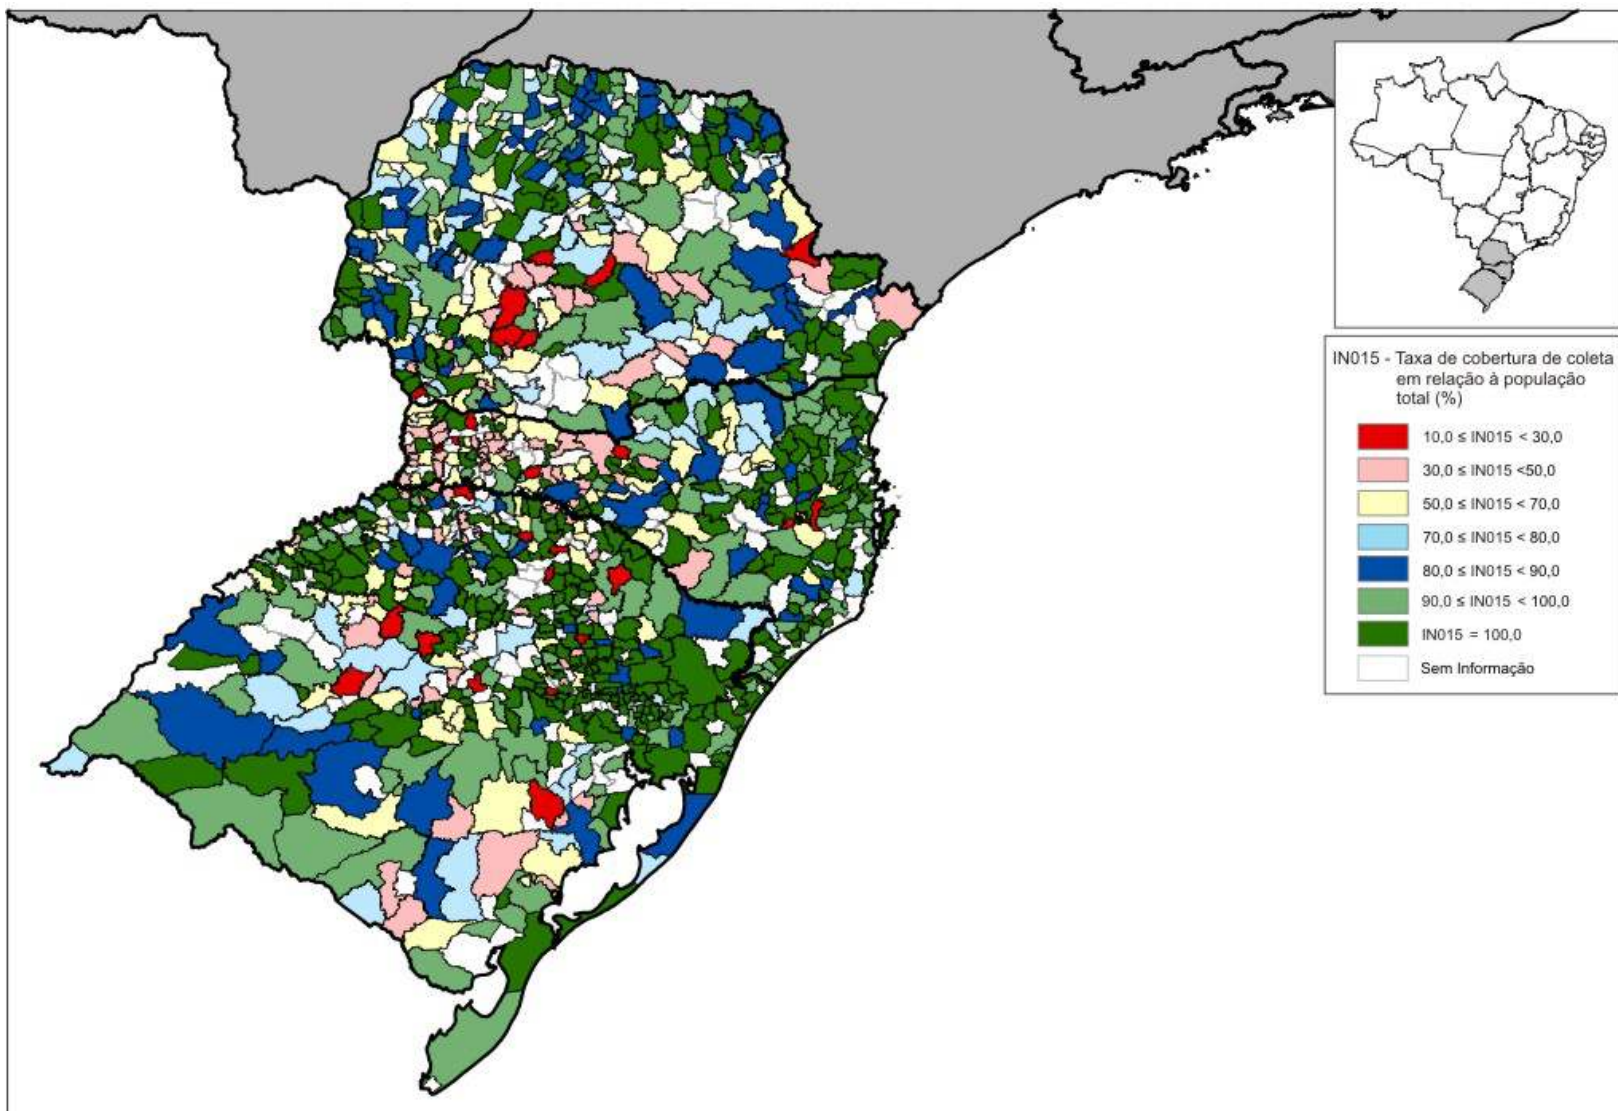 IN015 - Taxa de cobertura de coleta
em relação à população
total (%)
10,0 ≤ IN015 < 30,0
30,0 ≤ IN015 <50,0
50,0 ≤ IN015 < 70,0
70,0 ≤ IN015 < 80,0
80,0 ≤ IN015 < 90,0
90,0 ≤ IN015 < 100,0
IN015 = 100,0
Sem Informação